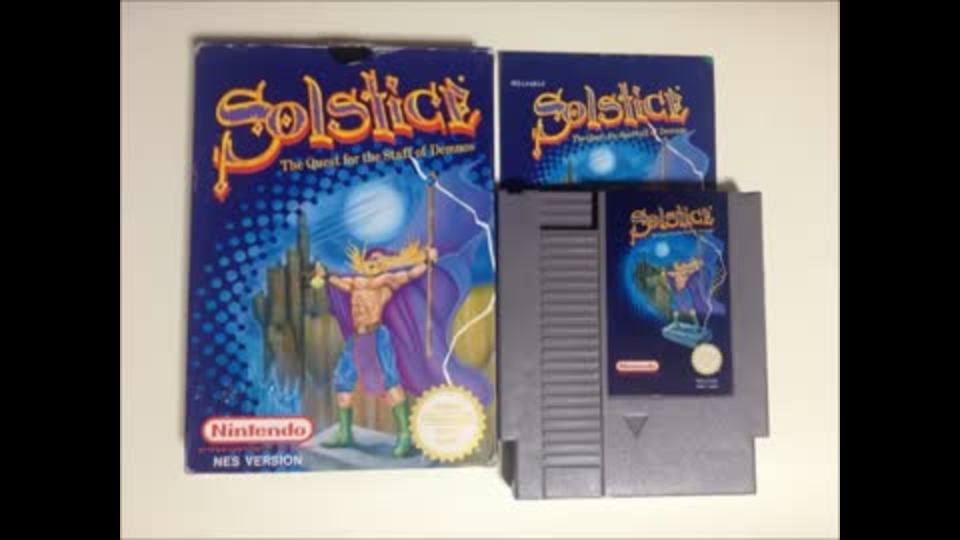 Solstice
The Quest for the Staff of Demnos
Nintendo
NES VERSION
Solstice
The Quest for the Staff of Demnos
Solstice
Nintendo